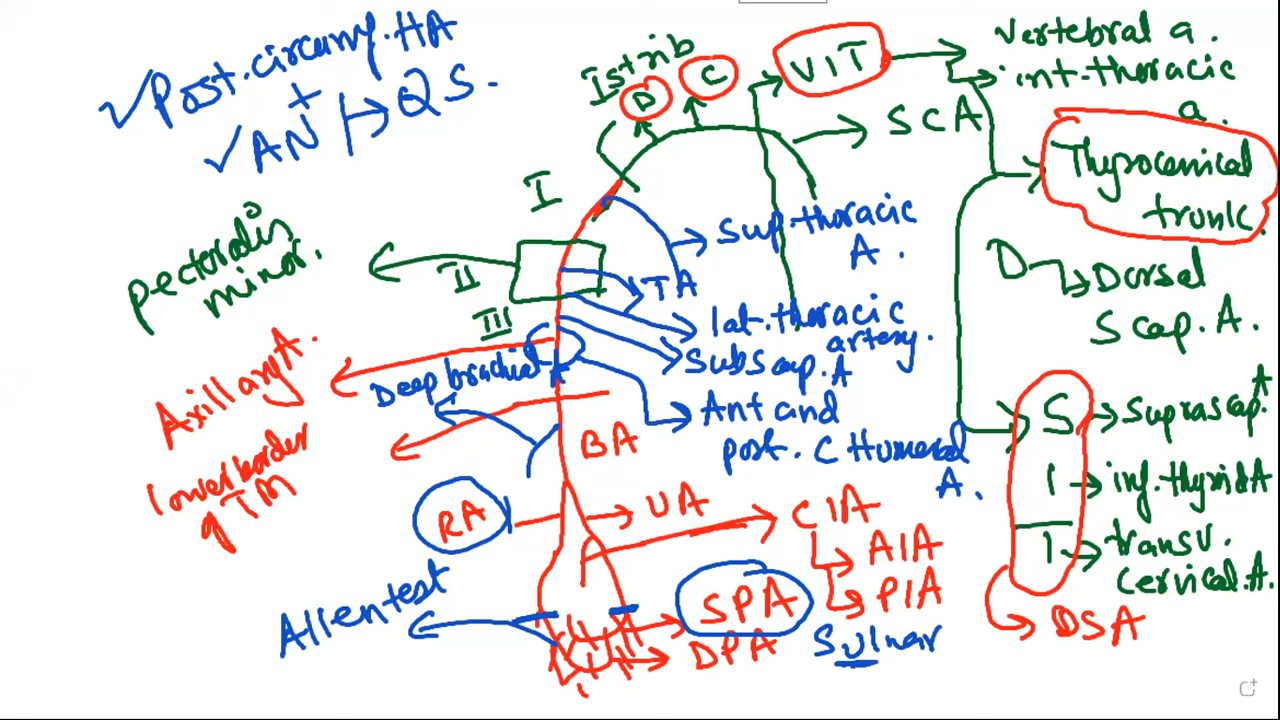 ✓Post.circumf.HA
+
✓AN → QS.
Ist rib
D
C
VIT
Vertebral a.
int.thoracic
a.
SCA
Thyrocervical
trunk
I
Sup.thoracic
A.
pectoralis
minor.
II
TA
D
Dorsal
Scap.A.
III
lat.thoracic
artery.
Axillary A.
Deep brachial A
Subscap.A
Ant and
post. C Humeral
A.
S
Suprascap.
A
lower border
of TM
BA
I
inf.thyroid A
RA
UA
CIA
T
transv.
cervical.A.
AIA
PIA
Allen test
SPA
DPA
Sulnar
DSA